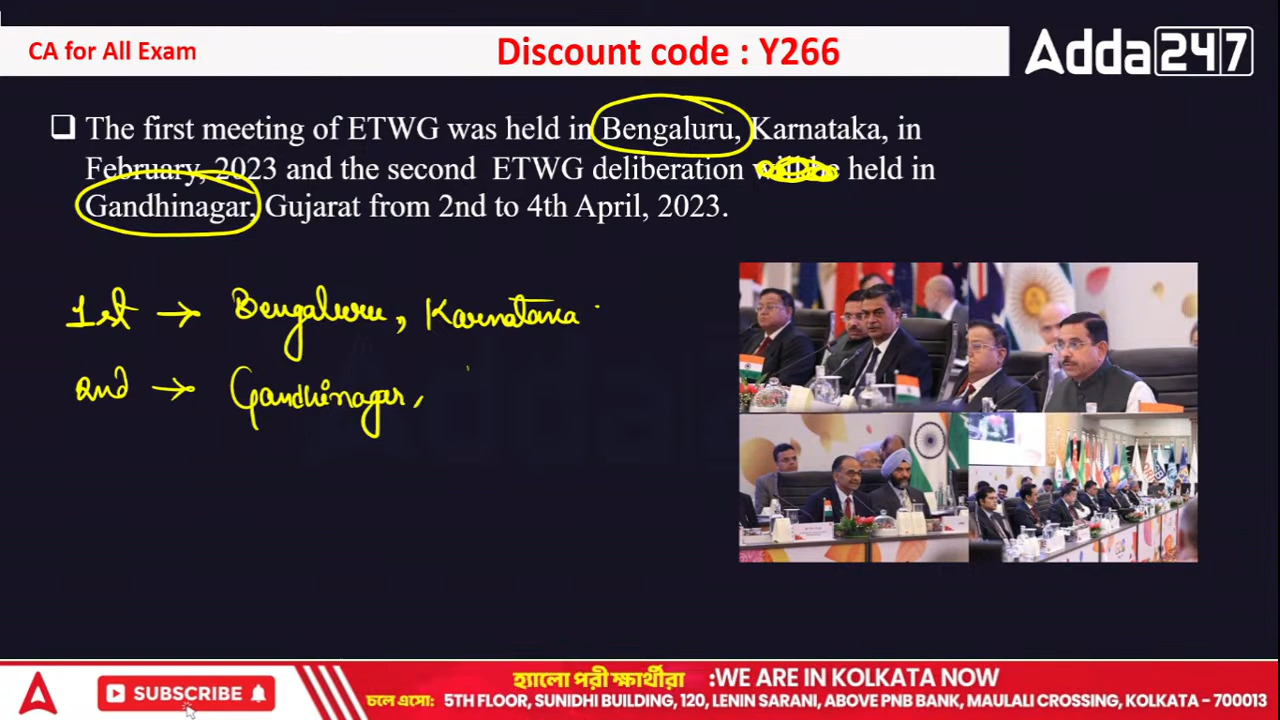 CA for All Exam
Discount code : Y266
Adda247
❑ The first meeting of ETWG was held in Bengaluru, Karnataka, in
February, 2023 and the second ETWG deliberation will be held in
Gandhinagar, Gujarat from 2nd to 4th April, 2023.
1st → Bengaluru, Karnataka
2nd → Gandhinagar,
হ্যালো পরীক্ষার্থীরা :WE ARE IN KOLKATA NOW
SUBSCRIBE
চলে এসো: 5TH FLOOR, SUNIDHI BUILDING, 120, LENIN SARANI, ABOVE PNB BANK, MAULALI CROSSING, KOLKATA - 700013